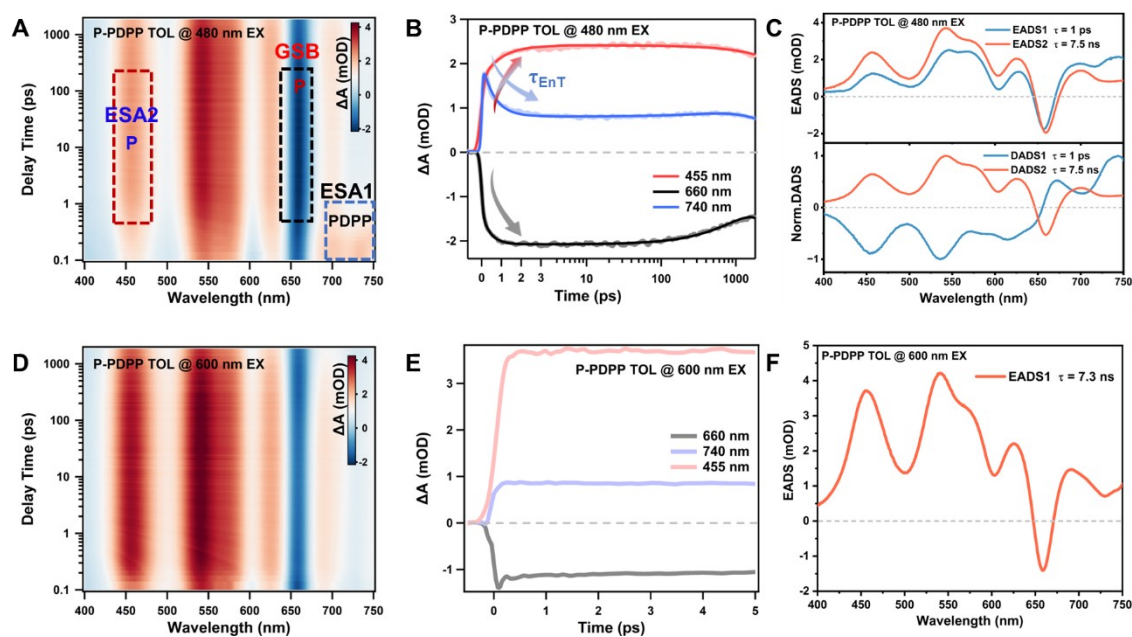 A
P-PDPP TOL @ 480 nm EX
GSB
P
ESA2
P
ESA1
PDPP
4
2
0
-2
ΔA (mOD)
1000
100
10
1
0.1
Delay Time (ps)
400 450 500 550 600 650 700 750
Wavelength (nm)
B
P-PDPP TOL @ 480 nm EX
τEnT
455 nm
660 nm
740 nm
3
2
1
0
-1
-2
ΔA (mOD)
0 1 2 3 10 100 1000
Time (ps)
C
P-PDPP TOL @ 480 nm EX
EADS1 τ = 1 ps
EADS2 τ = 7.5 ns
4
2
0
2
EADS (mOD)
DADS1 τ = 1 ps
DADS2 τ = 7.5 ns
1
0
−1
Norm.DADS
400 450 500 550 600 650 700 750
Wavelength (nm)
D
P-PDPP TOL @ 600 nm EX
4
2
0
-2
ΔA (mOD)
1000
100
10
1
0.1
Delay Time (ps)
400 450 500 550 600 650 700 750
Wavelength (nm)
E
P-PDPP TOL @ 600 nm EX
660 nm
740 nm
455 nm
3
2
1
0
-1
ΔA (mOD)
0 1 2 3 4 5
Time (ps)
F
P-PDPP TOL @ 600 nm EX
EADS1 τ = 7.3 ns
5
4
3
2
1
0
-1
-2
EADS (mOD)
400 450 500 550 600 650 700 750
Wavelength (nm)